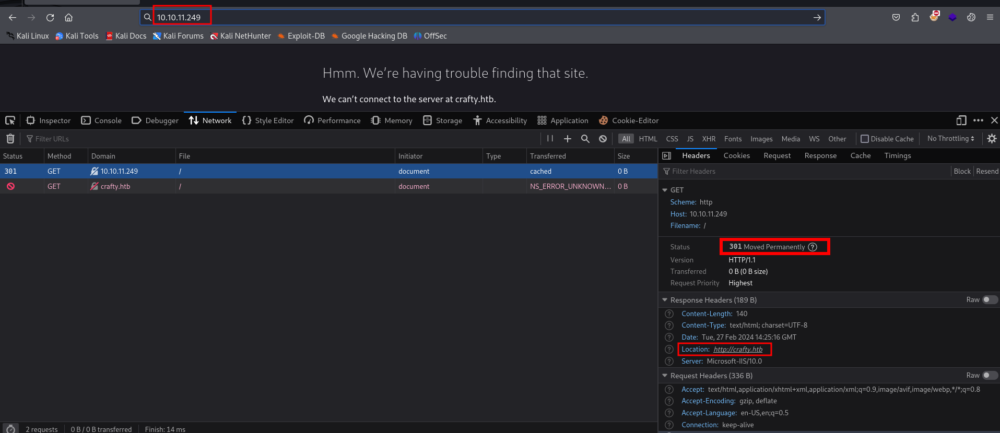 10.10.11.249
Kali Linux Kali Tools Kali Docs Kali Forums Kali NetHunter Exploit-DB Google Hacking DB OffSec
Hmm. We're having trouble finding that site.
We can't connect to the server at crafty.htb.
Inspector Console Debugger Network Style Editor Performance Memory Storage Accessibility Application Cookie-Editor
Filter URLs All HTML CSS JS XHR Fonts Images Media WS Other Disable Cache No Throttling
Status Method Domain File Initiator Type Transferred Size
301 GET 10.10.11.249 / document cached 0 B
GET crafty.htb / document NS_ERROR_UNKNOWN... 0 B
Headers Cookies Request Response Cache Timings
Filter Headers Block Resend
GET
Scheme: http
Host: 10.10.11.249
Filename: /
Status 301 Moved Permanently
Version HTTP/1.1
Transferred 0 B (0 B size)
Request Priority Highest
Response Headers (189 B) Raw
Content-Length: 140
Content-Type: text/html; charset=UTF-8
Date: Tue, 27 Feb 2024 14:25:16 GMT
Location: http://crafty.htb
Server: Microsoft-IIS/10.0
Request Headers (336 B) Raw
Accept: text/html,application/xhtml+xml,application/xml;q=0.9,image/avif,image/webp,*/*;q=0.8
Accept-Encoding: gzip, deflate
Accept-Language: en-US,en;q=0.5
Connection: keep-alive
2 requests 0 B / 0 B transferred Finish: 14 ms